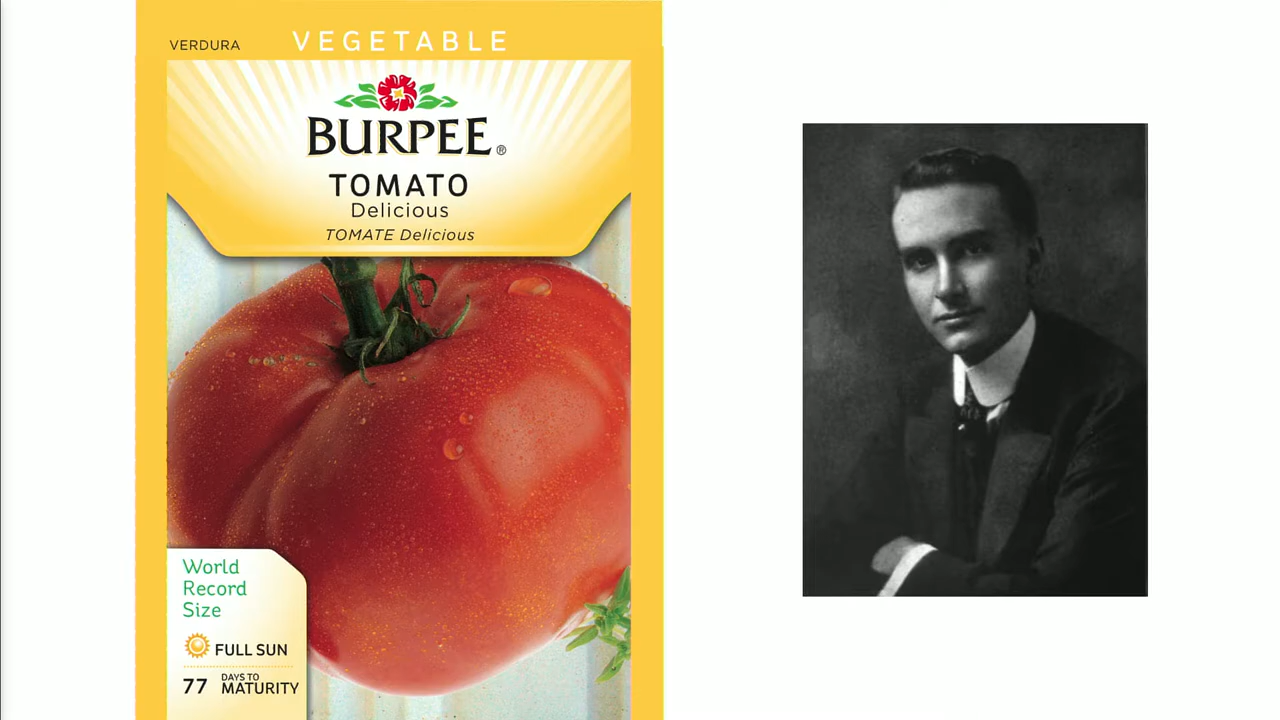 VERDURA VEGETABLE
BURPEE®
TOMATO
Delicious
TOMATE Delicious
World
Record
Size
FULL SUN
77 DAYS TO
MATURITY